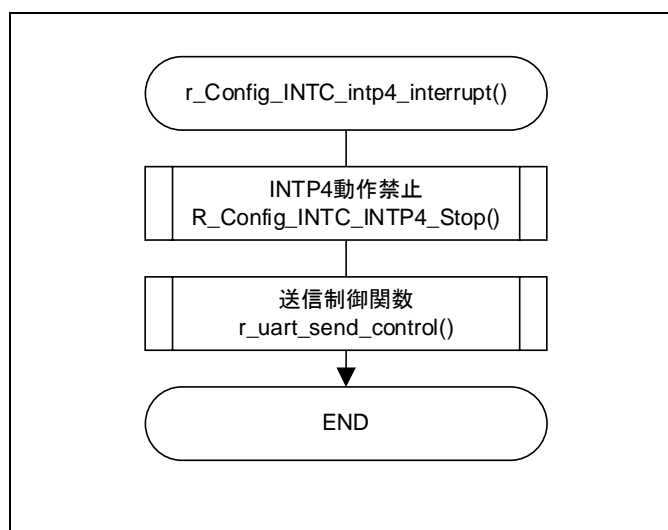 r_Config_INTC_intp4_interrupt()
INTP4動作禁止
R_Config_INTC_INTP4_Stop()
送信制御関数
r_uart_send_control()
END